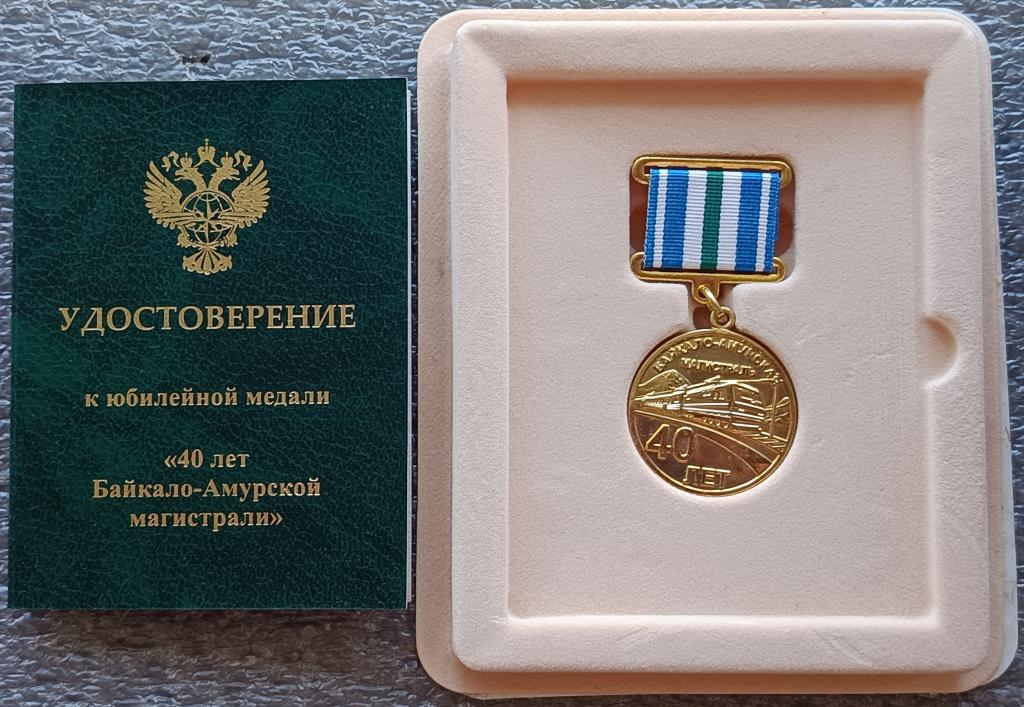 УДОСТОВЕРЕНИЕ
к юбилейной медали
«40 лет
Байкало-Амурской
магистрали»
БАЙКАЛО-АМУРСКАЯ
МАГИСТРАЛЬ
40
ЛЕТ